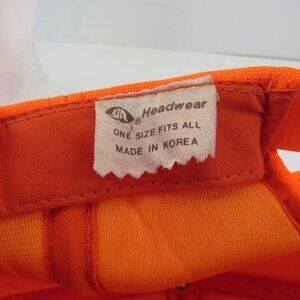 ® Headwear
ONE SIZE FITS ALL
MADE IN KOREA